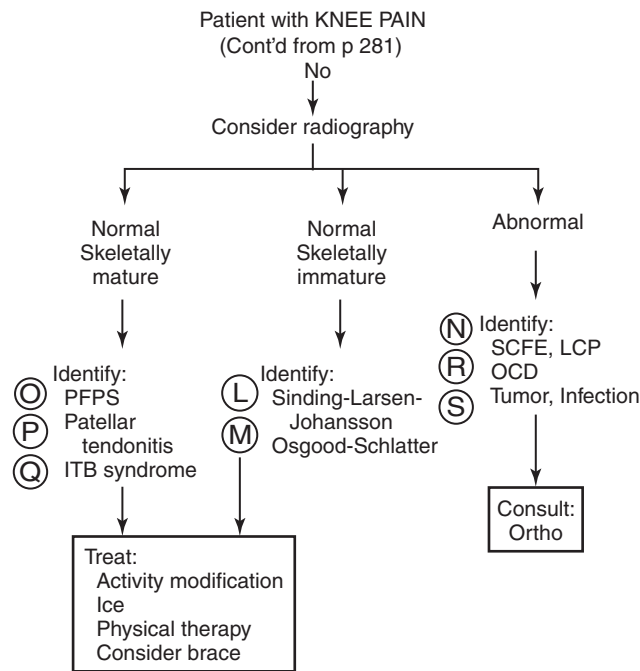 Patient with KNEE PAIN
(Cont'd from p 281)
No
Consider radiography
Normal
Skeletally
mature
Normal
Skeletally
immature
Abnormal
O
P
Q
Identify:
PFPS
Patellar
tendonitis
ITB syndrome
L
M
Identify:
Sinding-Larsen-
Johansson
Osgood-Schlatter
N
R
S
Identify:
SCFE, LCP
OCD
Tumor, Infection
Treat:
Activity modification
Ice
Physical therapy
Consider brace
Consult:
Ortho